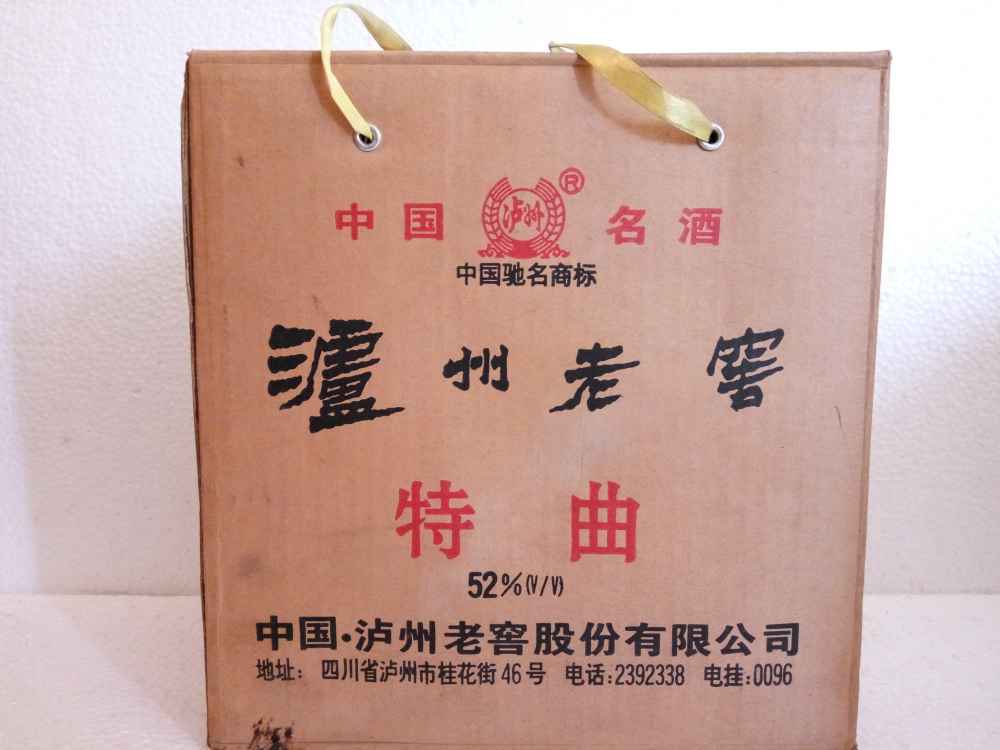 中国 泸州 ® 名酒
中国驰名商标
瀘州老窖
特曲
52%(V/V)
中国·泸州老窖股份有限公司
地址: 四川省泸州市桂花街46号 电话:2392338 电挂:0096